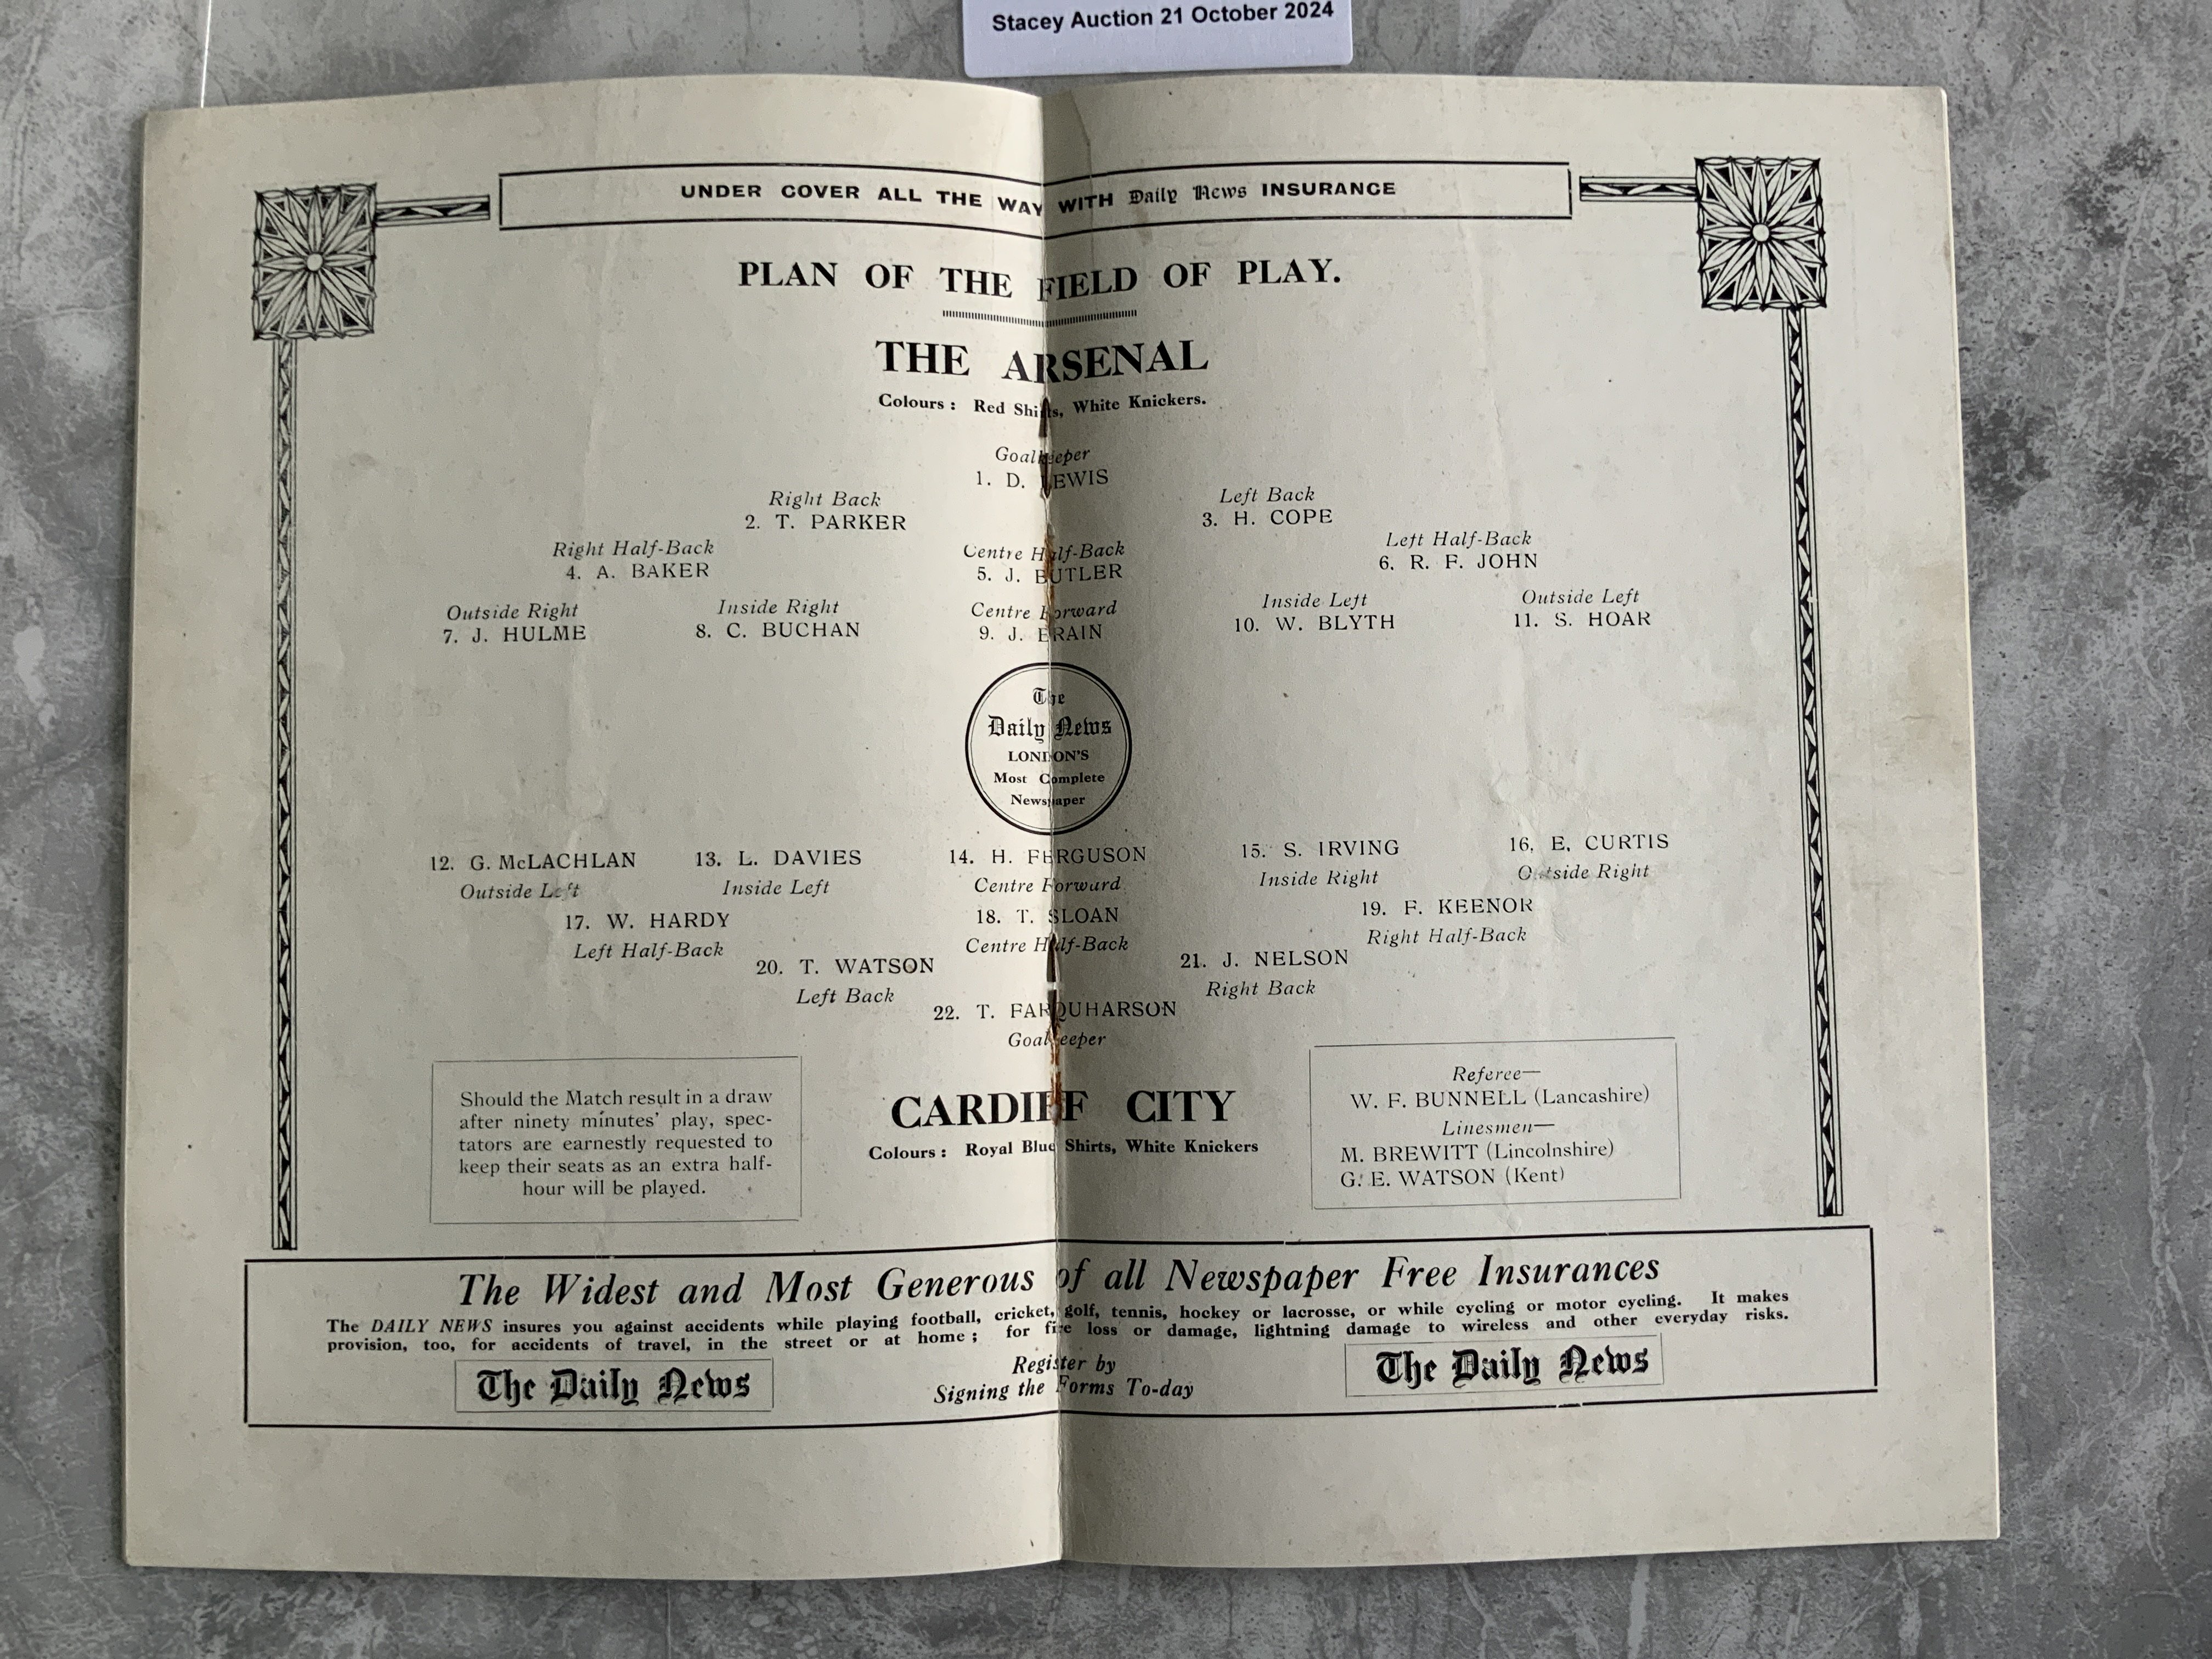 Stacey Auction 21 October 2024
UNDER COVER ALL THE WAY WITH Daily News INSURANCE
PLAN OF THE FIELD OF PLAY.
THE ARSENAL
Colours : Red Shirts, White Knickers.
Goalkeeper
1. D. LEWIS
Right Back
2. T. PARKER
Left Back
3. H. COPE
Right Half-Back
4. A. BAKER
Centre Half-Back
5. J. BUTLER
Left Half-Back
6. R. F. JOHN
Outside Right
7. J. HULME
Inside Right
8. C. BUCHAN
Centre Forward
9. J. BRAIN
Inside Left
10. W. BLYTH
Outside Left
11. S. HOAR
The
Daily News
LONDON'S
Most Complete
Newspaper
12. G. McLACHLAN
Outside Left
13. L. DAVIES
Inside Left
14. H. FERGUSON
Centre Forward
15. S. IRVING
Inside Right
16. E. CURTIS
Outside Right
17. W. HARDY
Left Half-Back
18. T. SLOAN
Centre Half-Back
19. F. KEENOR
Right Half-Back
20. T. WATSON
Left Back
21. J. NELSON
Right Back
22. T. FARQUHARSON
Goalkeeper
Should the Match result in a draw
after ninety minutes' play, spec-
tators are earnestly requested to
keep their seats as an extra half-
hour will be played.
CARDIFF CITY
Colours : Royal Blue Shirts, White Knickers
Referee—
W. F. BUNNELL (Lancashire)
Linesmen—
M. BREWITT (Lincolnshire)
G. E. WATSON (Kent)
The Widest and Most Generous of all Newspaper Free Insurances
The DAILY NEWS insures you against accidents while playing football, cricket, golf, tennis, hockey or lacrosse, or while cycling or motor cycling. It makes
provision, too, for accidents of travel, in the street or at home ; for fire loss or damage, lightning damage to wireless and other everyday risks.
The Daily News
Register by
Signing the Forms To-day
The Daily News